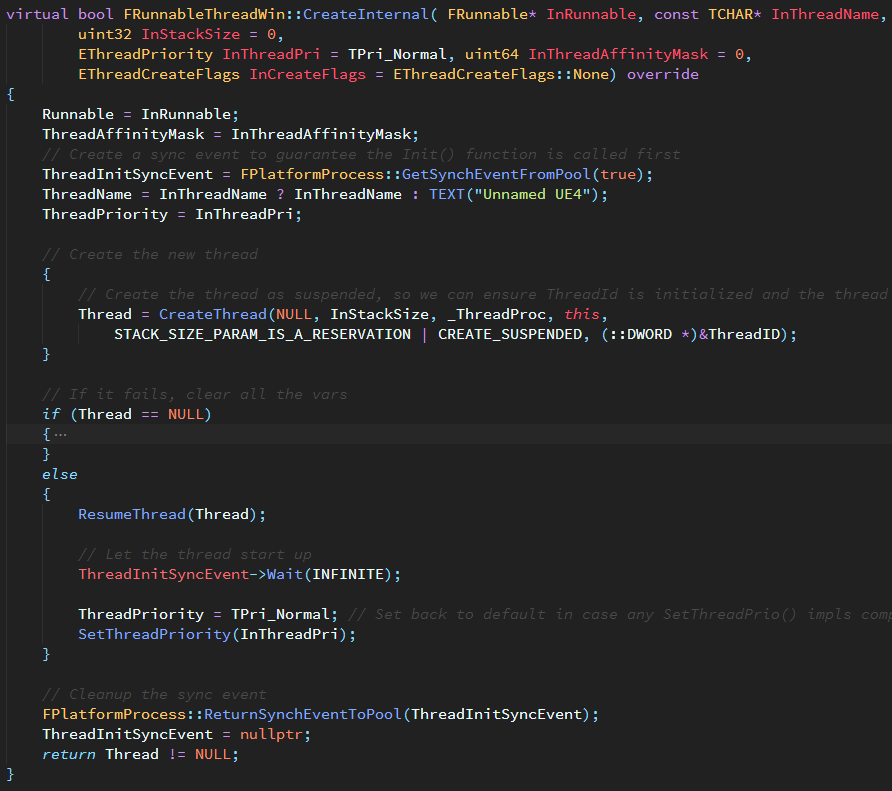 virtual bool FRunnableThreadWin::CreateInternal( FRunnable* InRunnable, const TCHAR* InThreadName,
uint32 InStackSize = 0,
EThreadPriority InThreadPri = TPri_Normal, uint64 InThreadAffinityMask = 0,
EThreadCreateFlags InCreateFlags = EThreadCreateFlags::None) override
{
Runnable = InRunnable;
ThreadAffinityMask = InThreadAffinityMask;
// Create a sync event to guarantee the Init() function is called first
ThreadInitSyncEvent = FPlatformProcess::GetSynchEventFromPool(true);
ThreadName = InThreadName ? InThreadName : TEXT("Unnamed UE4");
ThreadPriority = InThreadPri;
// Create the new thread
{
// Create the thread as suspended, so we can ensure ThreadId is initialized and the thread
Thread = CreateThread(NULL, InStackSize, _ThreadProc, this,
STACK_SIZE_PARAM_IS_A_RESERVATION | CREATE_SUSPENDED, (::DWORD *)&ThreadID);
}
// If it fails, clear all the vars
if (Thread == NULL)
{ ···
}
else
{
ResumeThread(Thread);
// Let the thread start up
ThreadInitSyncEvent->Wait(INFINITE);
ThreadPriority = TPri_Normal; // Set back to default in case any SetThreadPrio() impls comp
SetThreadPriority(InThreadPri);
}
// Cleanup the sync event
FPlatformProcess::ReturnSynchEventToPool(ThreadInitSyncEvent);
ThreadInitSyncEvent = nullptr;
return Thread != NULL;
}